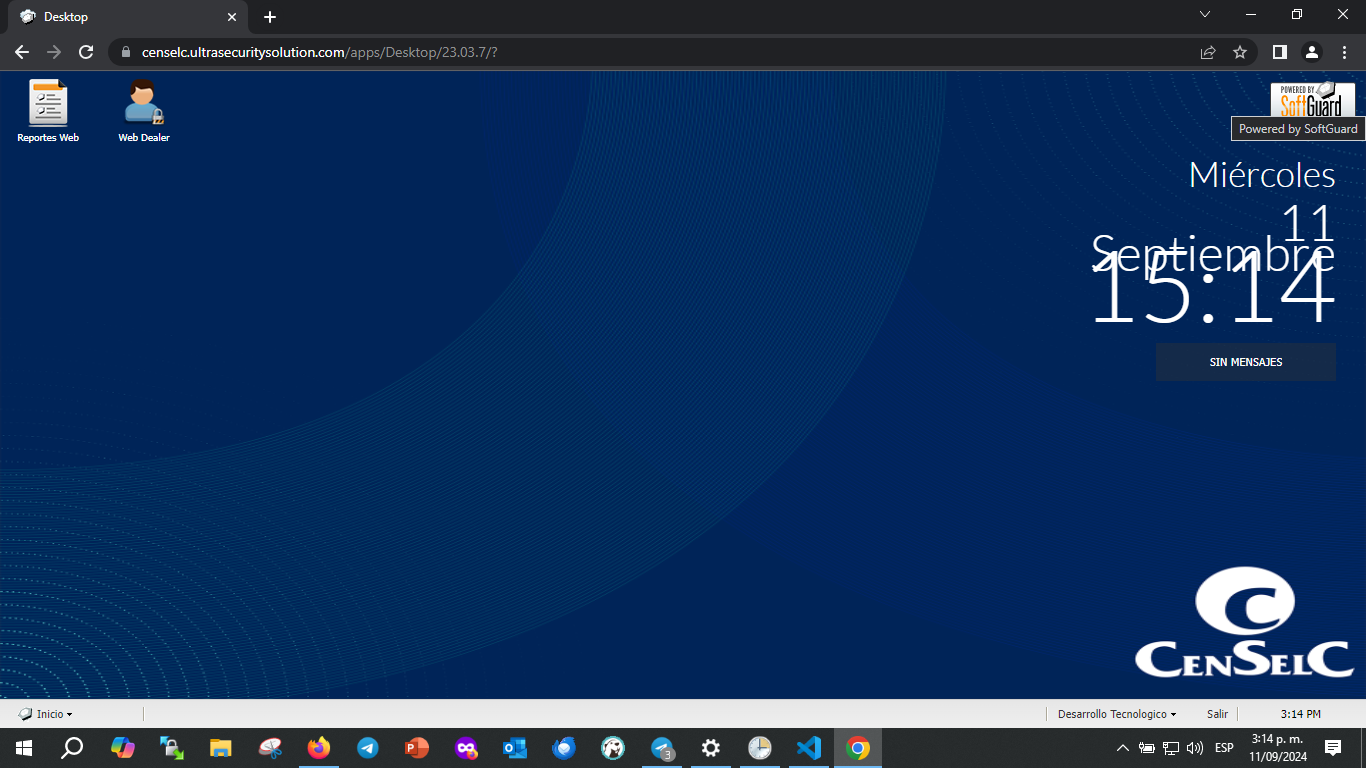 Desktop
censelc.ultrasecuritysolution.com/apps/Desktop/23.03.7/?
Reportes Web
Web Dealer
POWERED BY
SoftGuard
Powered by SoftGuard
Miércoles
11
Septiembre
15:14
SIN MENSAJES
C
CENSELC
Inicio
Desarrollo Tecnologico
Salir
3:14 PM
3
ESP
3:14 p. m.
11/09/2024